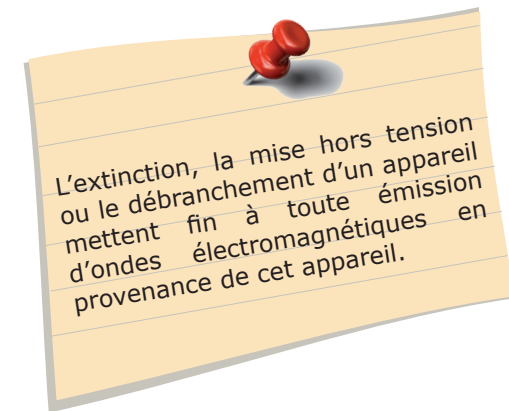 L’extinction, la mise hors tension
ou le débranchement d’un appareil
mettent fin à toute émission
d’ondes électromagnétiques en
provenance de cet appareil.